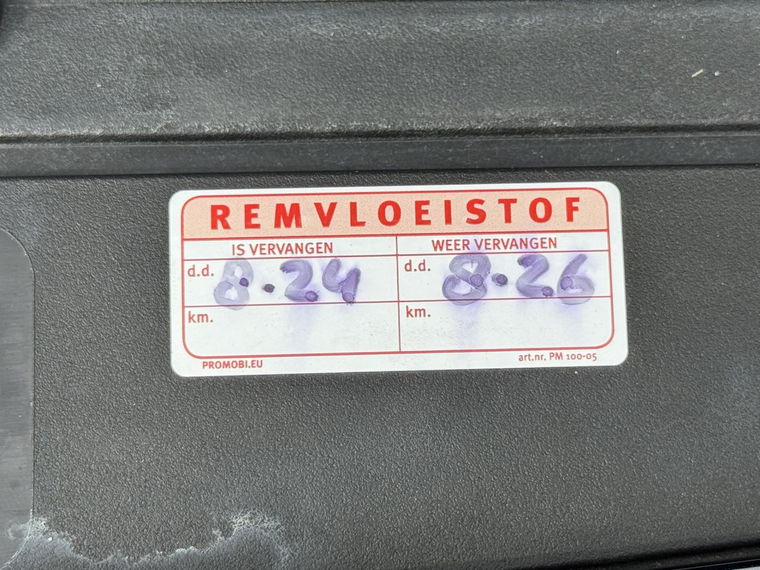 REMVLOEISTOF
IS VERVANGEN WEER VERVANGEN
d.d. 8.24 d.d. 8.26
km. km.
PROMOBI.EU art.nr. PM 100-05